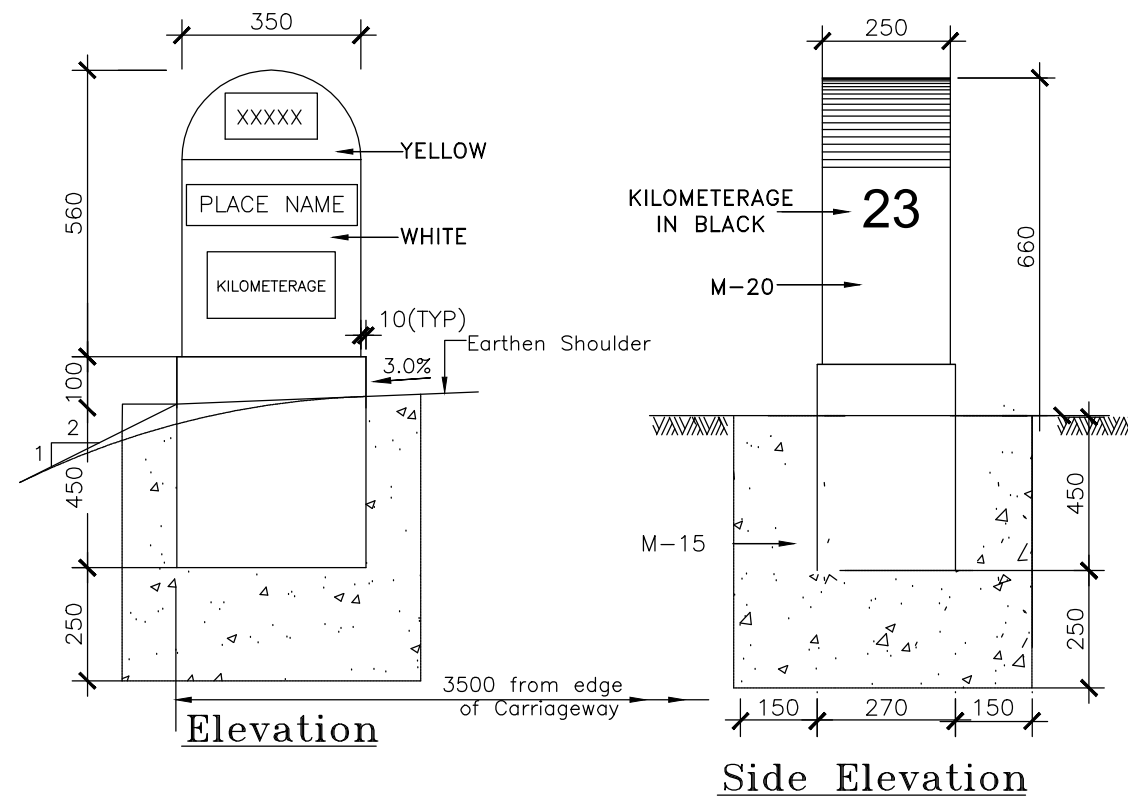 350
XXXXX
YELLOW
PLACE NAME
WHITE
KILOMETERAGE
560
10(TYP)
Earthen Shoulder
3.0%
100
2
1
450
250
3500 from edge
of Carriageway
Elevation
250
KILOMETERAGE
IN BLACK
23
M-20
660
M-15
450
250
150
270
150
Side Elevation